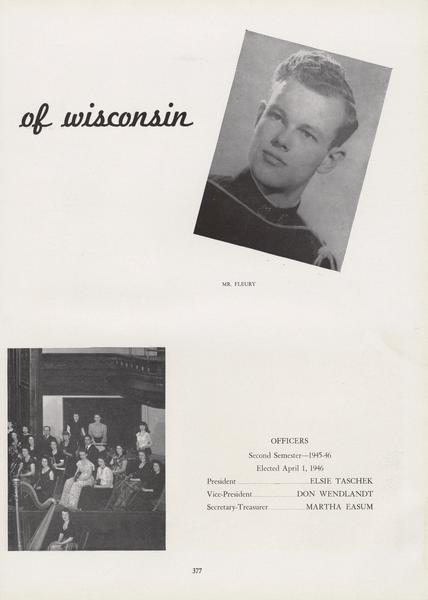 of wisconsin
MR. FLEURY
OFFICERS
Second Semester—1945-46
Elected April 1, 1946
President ELSIE TASCHEK
Vice-President DON WENDLANDT
Secretary-Treasurer MARTHA EASUM
377